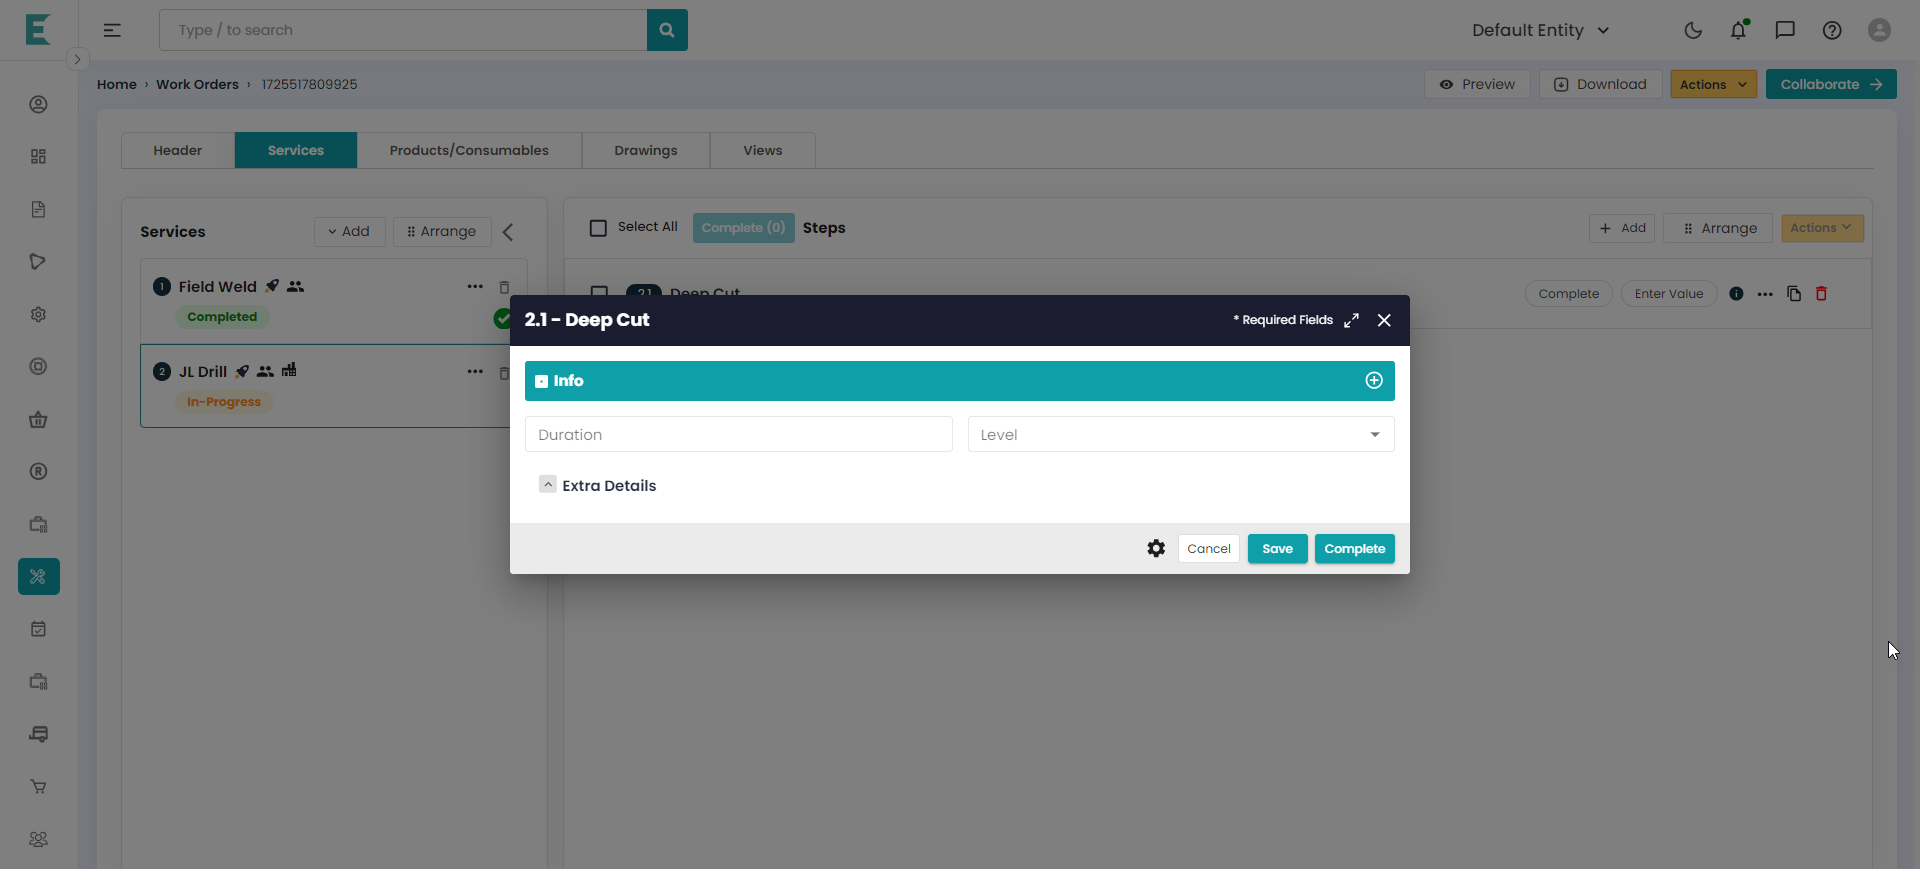 Type / to search
Default Entity
Home › Work Orders › 1725517809925
Preview
Download
Actions
Collaborate
Header
Services
Products/Consumables
Drawings
Views
Services
Add
Arrange
Select All
Complete (0)
Steps
Add
Arrange
Actions
1 Field Weld
Completed
2.1 Deep Cut
Complete
Enter Value
2 JL Drill
In-Progress
2.1 - Deep Cut
* Required Fields
Info
Duration
Level
Extra Details
Cancel
Save
Complete